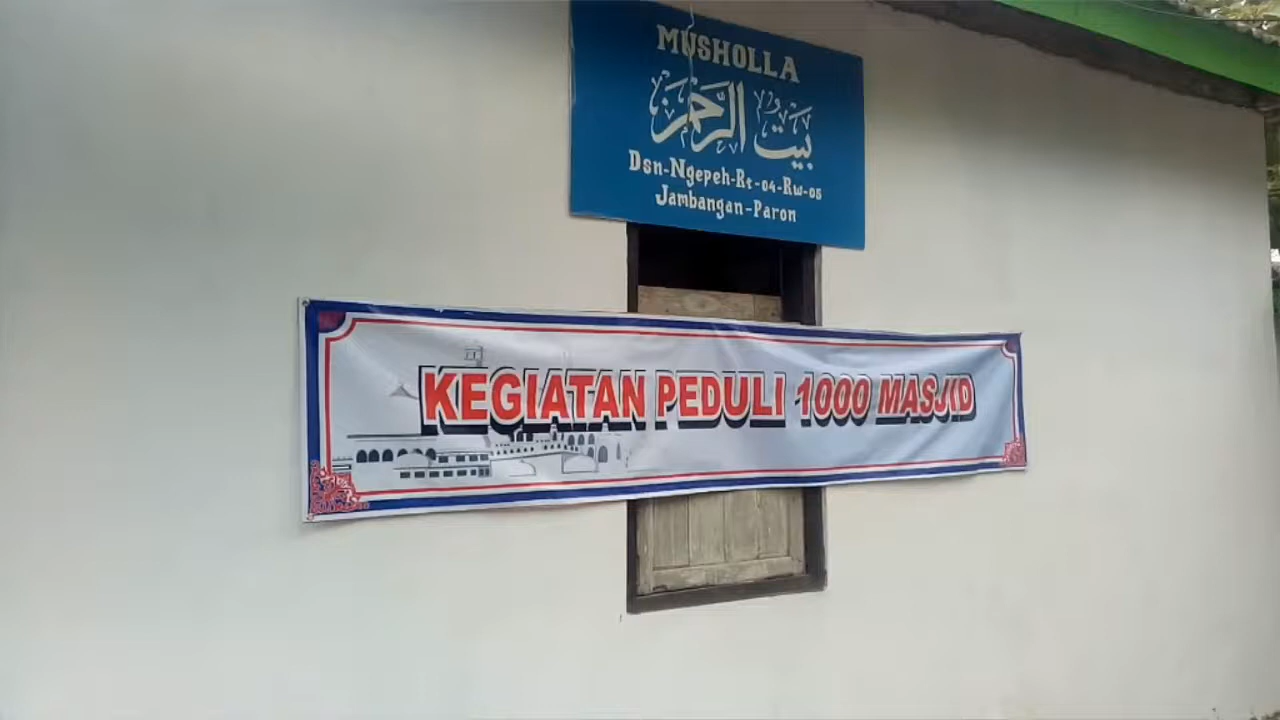 MUSHOLLA
بيت الرحمن
Dsn-Ngepeh-Rt-04-Rw-05
Jambangan-Paron
KEGIATAN PEDULI 1000 MASJID